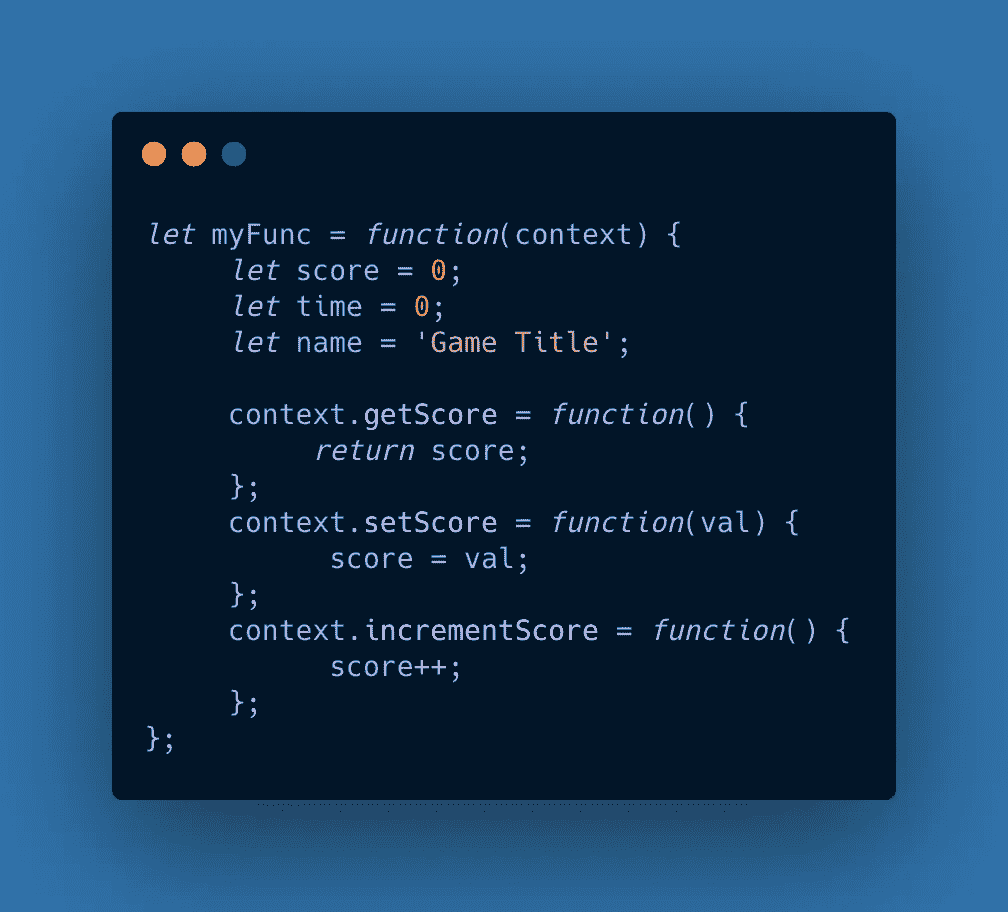 let myFunc = function(context) {
let score = 0;
let time = 0;
let name = 'Game Title';
context.getScore = function() {
return score;
};
context.setScore = function(val) {
score = val;
};
context.incrementScore = function() {
score++;
};
};